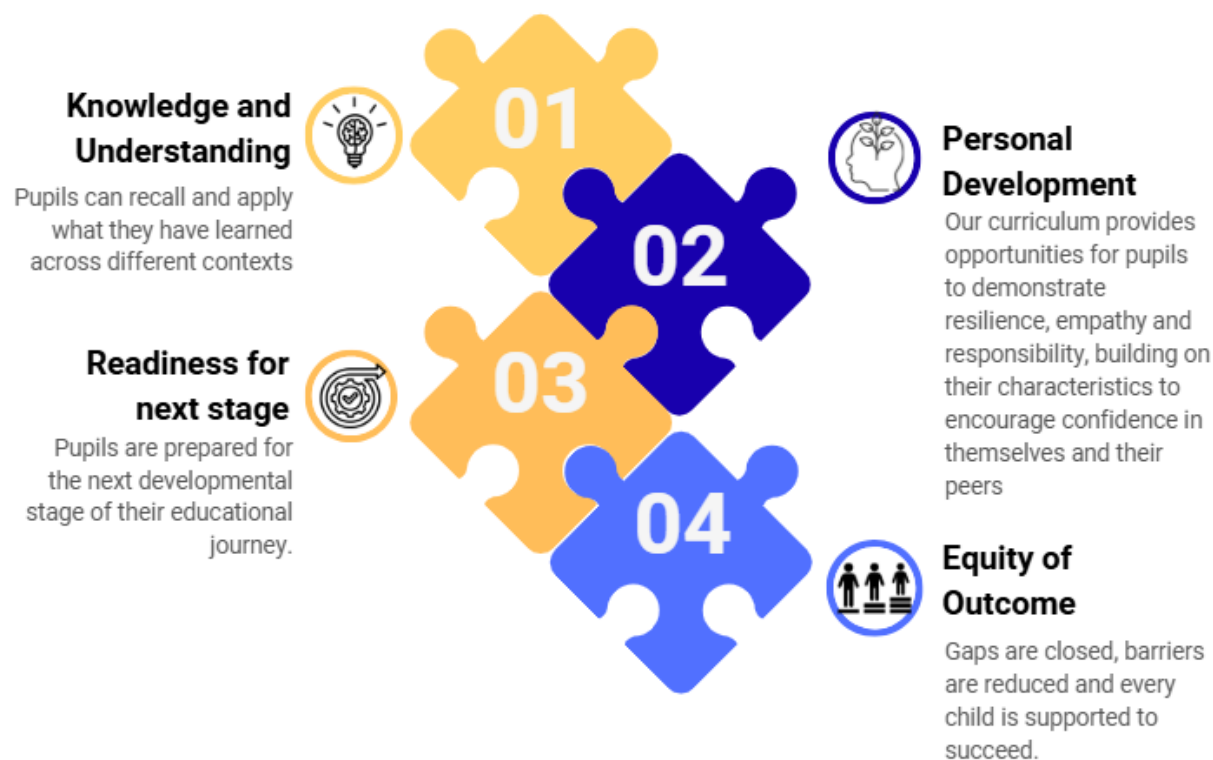 01
Knowledge and
Understanding
Pupils can recall and apply
what they have learned
across different contexts
02
Personal
Development
Our curriculum provides
opportunities for pupils
to demonstrate
resilience, empathy and
responsibility, building on
their characteristics to
encourage confidence in
themselves and their
peers
03
Readiness for
next stage
Pupils are prepared for
the next developmental
stage of their educational
journey.
04
Equity of
Outcome
Gaps are closed, barriers
are reduced and every
child is supported to
succeed.